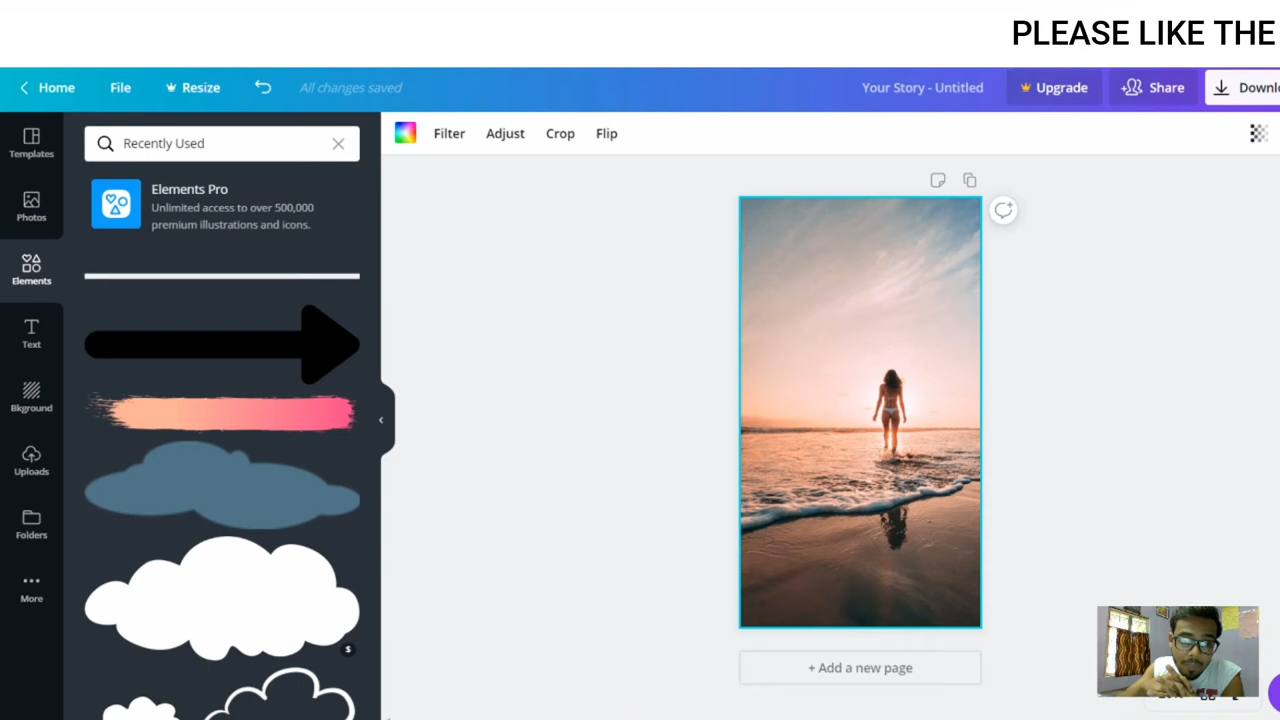 PLEASE LIKE THE
Home File Resize All changes saved Your Story - Untitled Upgrade Share Downlo
Templates
Photos
Elements
Text
Bkground
Uploads
Folders
More
Recently Used
Elements Pro
Unlimited access to over 500,000
premium illustrations and icons.
$
Filter Adjust Crop Flip
+ Add a new page